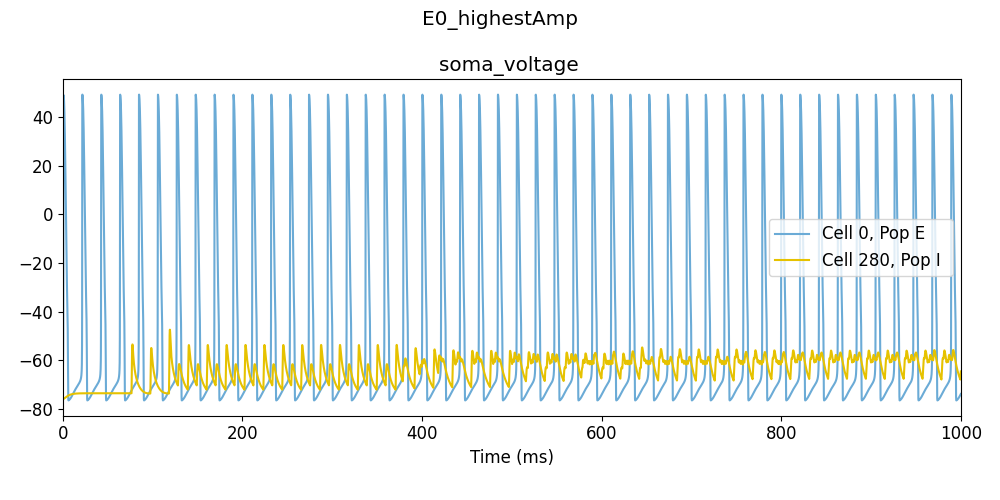 E0_highestAmp
soma_voltage
40
20
0
−20
−40
−60
−80
Cell 0, Pop E
Cell 280, Pop I
0 200 400 600 800 1000
Time (ms)